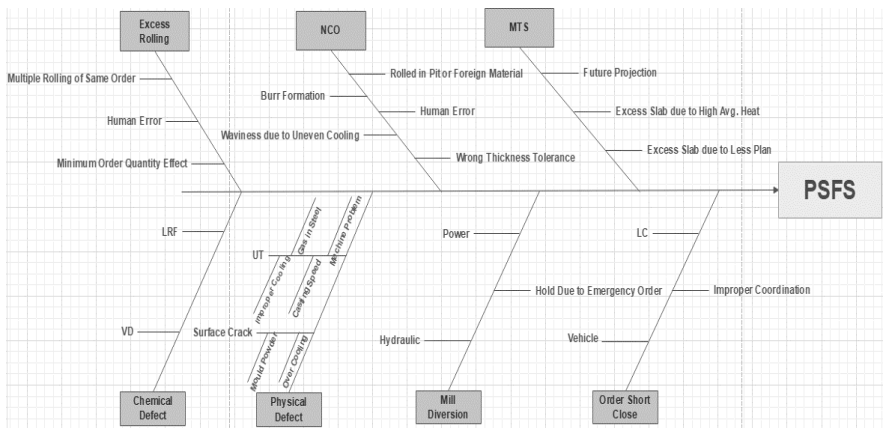 Excess
Rolling
NCO
MTS
Multiple Rolling of Same Order
Human Error
Minimum Order Quantity Effect
Rolled in Pit or Foreign Material
Burr Formation
Human Error
Waviness due to Uneven Cooling
Wrong Thickness Tolerance
Future Projection
Excess Slab due to High Avg. Heat
Excess Slab due to Less Plan
PSFS
LRF
VD
UT
Gas in Steel
Machine Problem
Improper Cooling
Casting Speed
Surface Crack
Mould Powder
Over Cooling
Power
Hold Due to Emergency Order
Hydraulic
LC
Improper Coordination
Vehicle
Chemical
Defect
Physical
Defect
Mill
Diversion
Order Short
Close